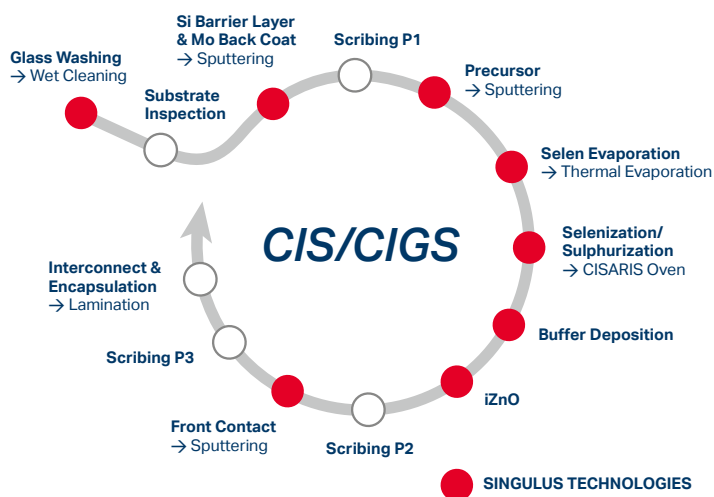 Glass Washing
→ Wet Cleaning
Substrate
Inspection
Si Barrier Layer
& Mo Back Coat
→ Sputtering
Scribing P1
Precursor
→ Sputtering
Selen Evaporation
→ Thermal Evaporation
Selenization/
Sulphurization
→ CISARIS Oven
Buffer Deposition
iZnO
Scribing P2
Front Contact
→ Sputtering
Scribing P3
Interconnect &
Encapsulation
→ Lamination
CIS/CIGS
SINGULUS TECHNOLOGIES